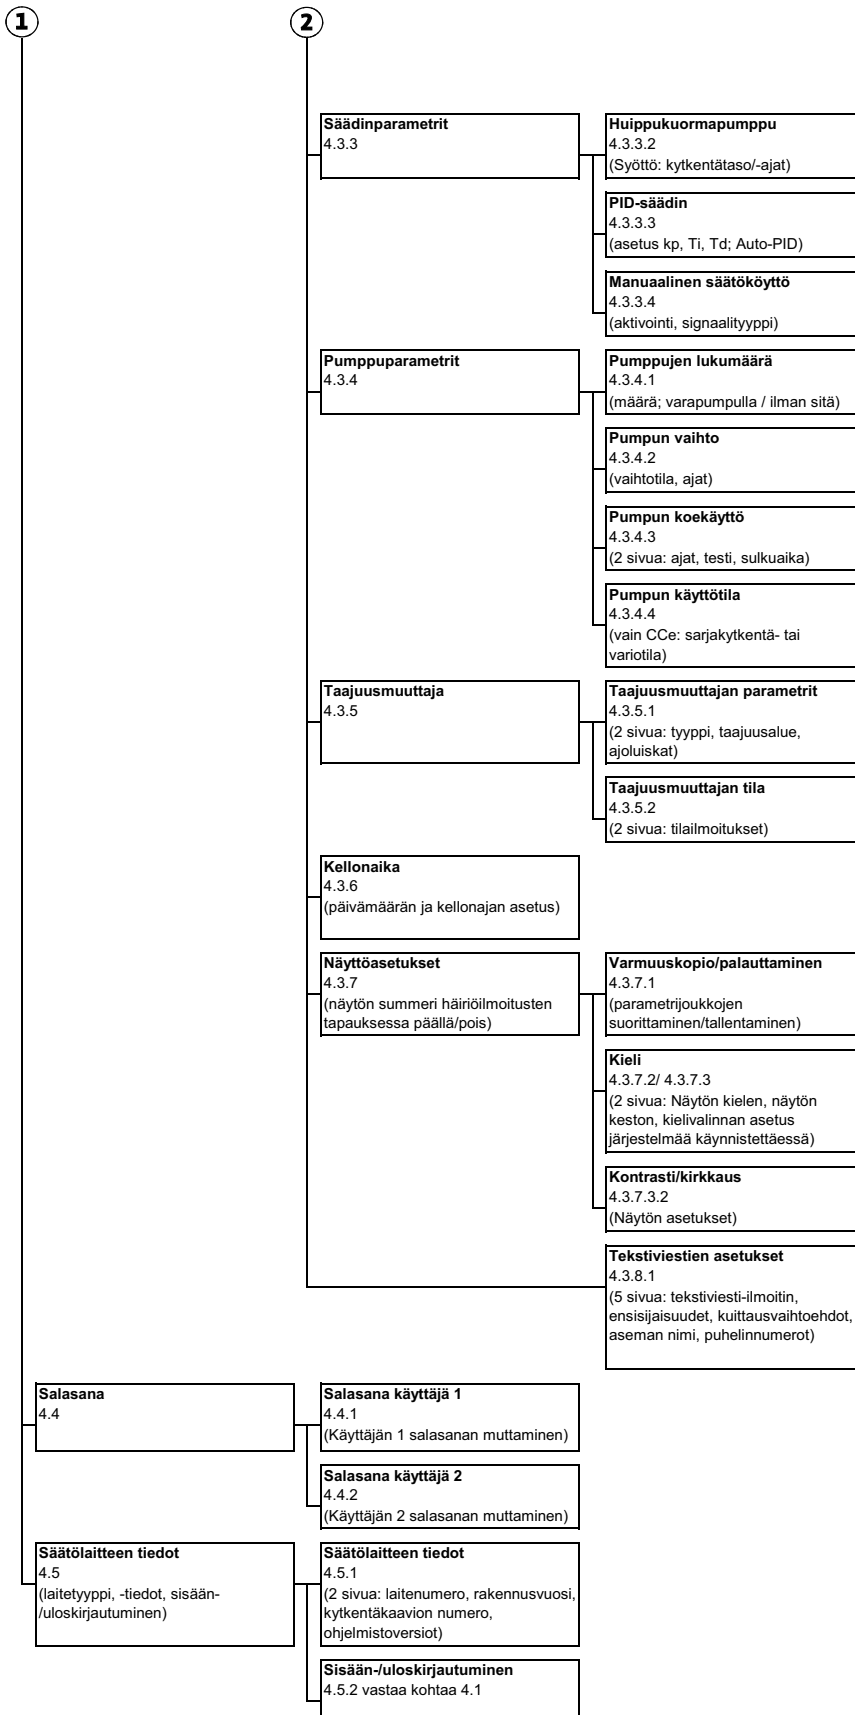 1
2
Säädinparametrit
4.3.3
Huippukuormapumppu
4.3.3.2
(Syöttö: kytkentätaso/-ajat)
PID-säädin
4.3.3.3
(asetus kp, Ti, Td; Auto-PID)
Manuaalinen säätököyttö
4.3.3.4
(aktivointi, signaalityyppi)
Pumppuparametrit
4.3.4
Pumppujen lukumäärä
4.3.4.1
(määrä; varapumpulla / ilman sitä)
Pumpun vaihto
4.3.4.2
(vaihtotila, ajat)
Pumpun koekäyttö
4.3.4.3
(2 sivua: ajat, testi, sulkuaika)
Pumpun käyttötila
4.3.4.4
(vain CCe: sarjakytkentä- tai
variotila)
Taajuusmuuttaja
4.3.5
Taajuusmuuttajan parametrit
4.3.5.1
(2 sivua: tyyppi, taajuusalue,
ajoluiskat)
Taajuusmuuttajan tila
4.3.5.2
(2 sivua: tilailmoitukset)
Kellonaika
4.3.6
(päivämäärän ja kellonajan asetus)
Näyttöasetukset
4.3.7
(näytön summeri häiriöilmoitusten
tapauksessa päällä/pois)
Varmuuskopio/palauttaminen
4.3.7.1
(parametrijoukkojen
suorittaminen/tallentaminen)
Kieli
4.3.7.2/ 4.3.7.3
(2 sivua: Näytön kielen, näytön
keston, kielivalinnan asetus
järjestelmää käynnistettäessä)
Kontrasti/kirkkaus
4.3.7.3.2
(Näytön asetukset)
Tekstiviestien asetukset
4.3.8.1
(5 sivua: tekstiviesti-ilmoitin,
ensisijaisuudet, kuittausvaihtoehdot,
aseman nimi, puhelinnumerot)
Salasana
4.4
Salasana käyttäjä 1
4.4.1
(Käyttäjän 1 salasanan muttaminen)
Salasana käyttäjä 2
4.4.2
(Käyttäjän 2 salasanan muttaminen)
Säätölaitteen tiedot
4.5
(laitetyyppi, -tiedot, sisään-
/uloskirjautuminen)
Säätölaitteen tiedot
4.5.1
(2 sivua: laitenumero, rakennusvuosi,
kytkentäkaavion numero,
ohjelmistoversiot)
Sisään-/uloskirjautuminen
4.5.2 vastaa kohtaa 4.1